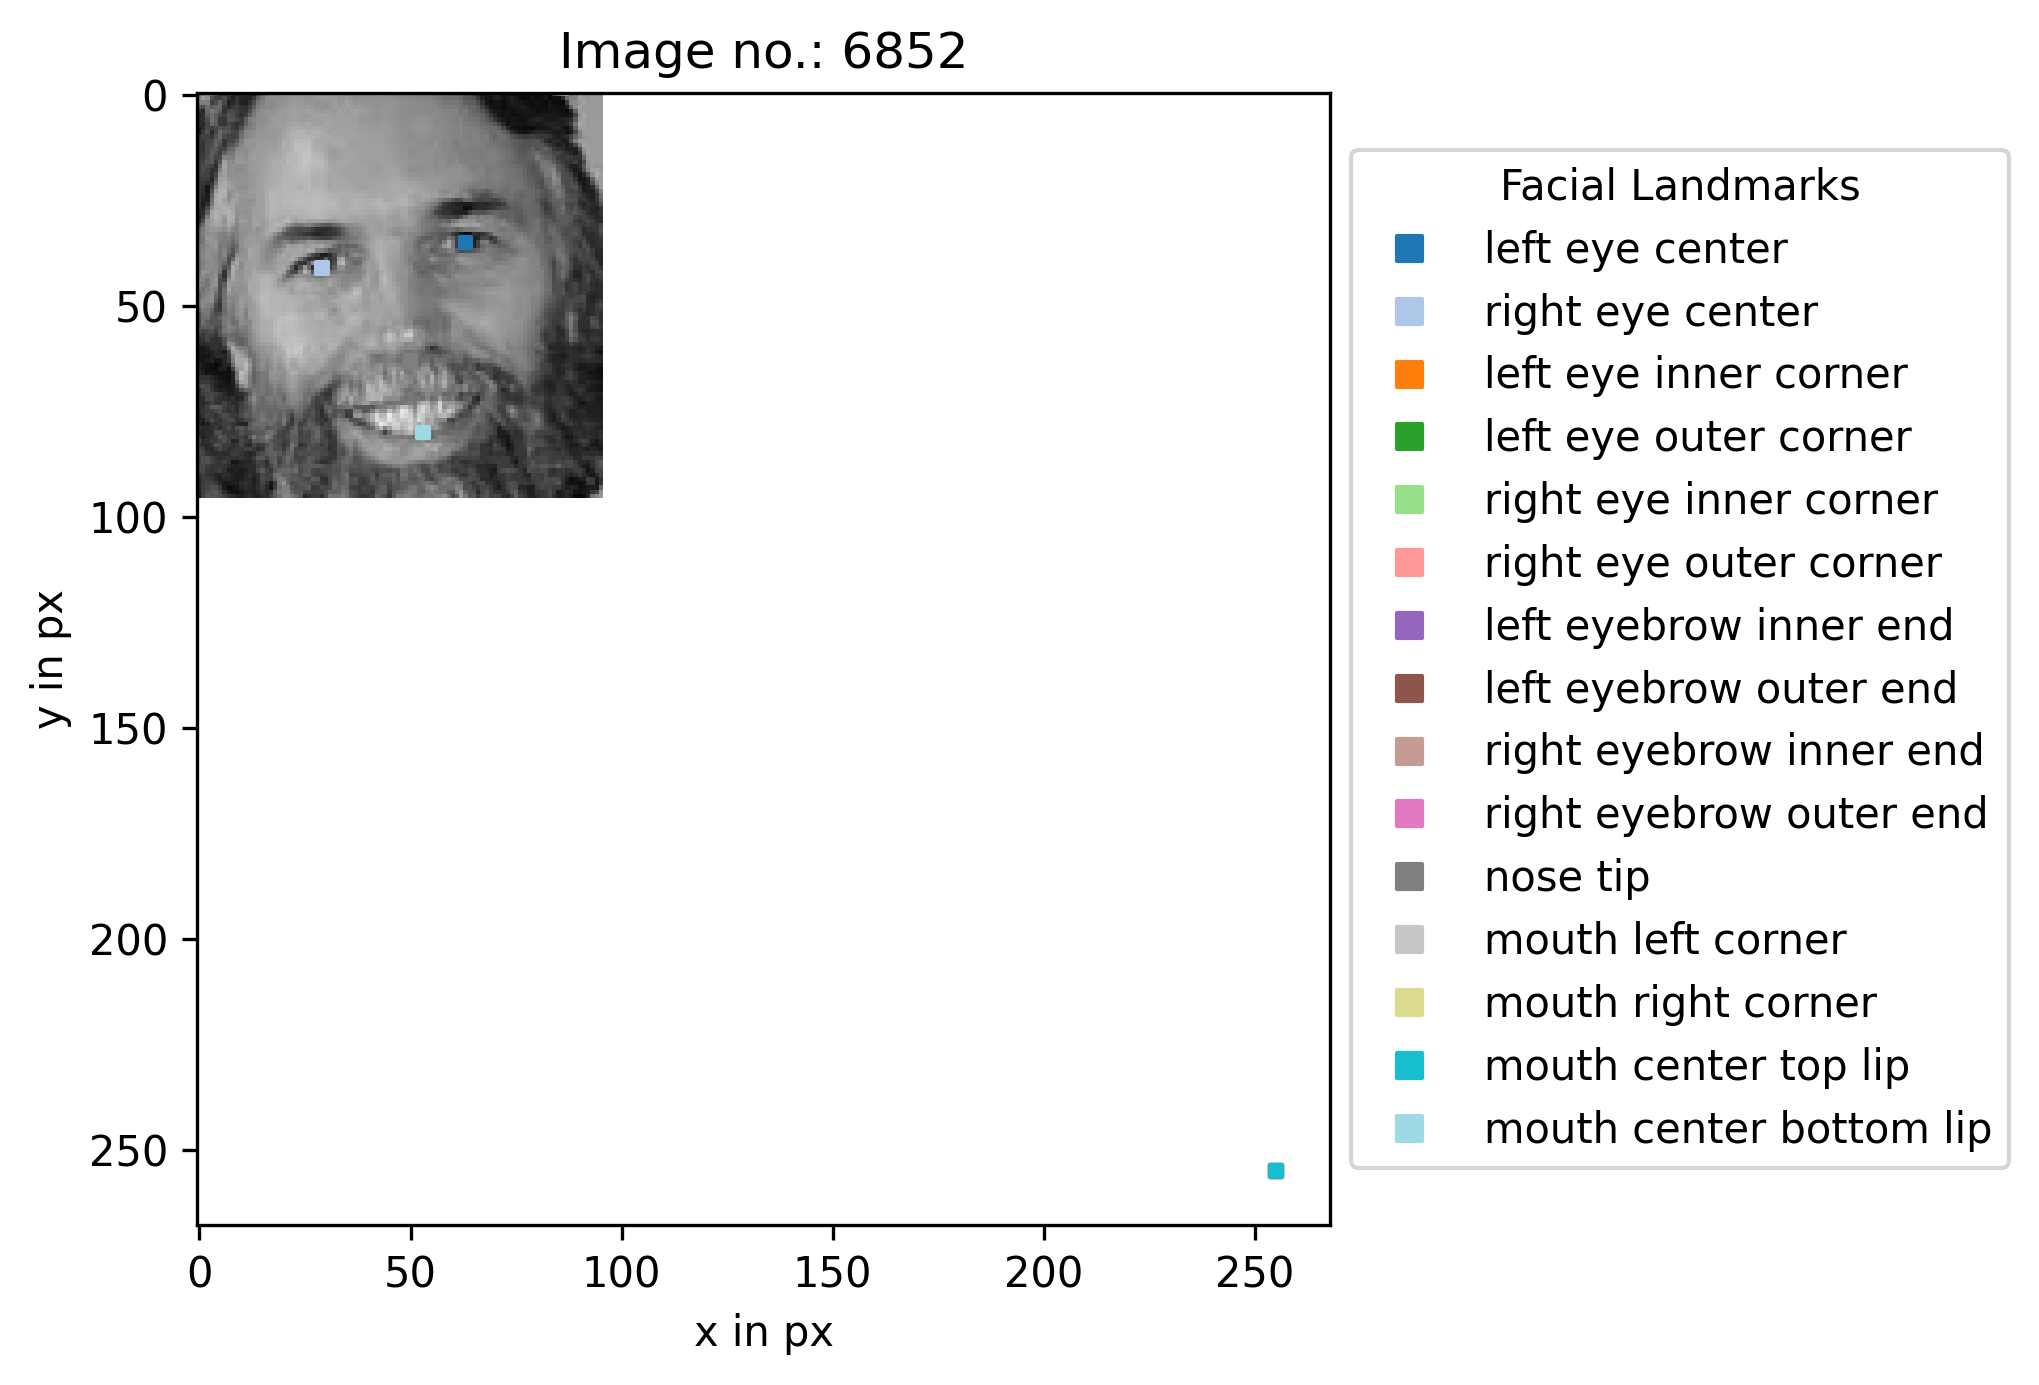 Image no.: 6852
0
50
100
150
200
250
y in px
0 50 100 150 200 250
x in px
Facial Landmarks
left eye center
right eye center
left eye inner corner
left eye outer corner
right eye inner corner
right eye outer corner
left eyebrow inner end
left eyebrow outer end
right eyebrow inner end
right eyebrow outer end
nose tip
mouth left corner
mouth right corner
mouth center top lip
mouth center bottom lip